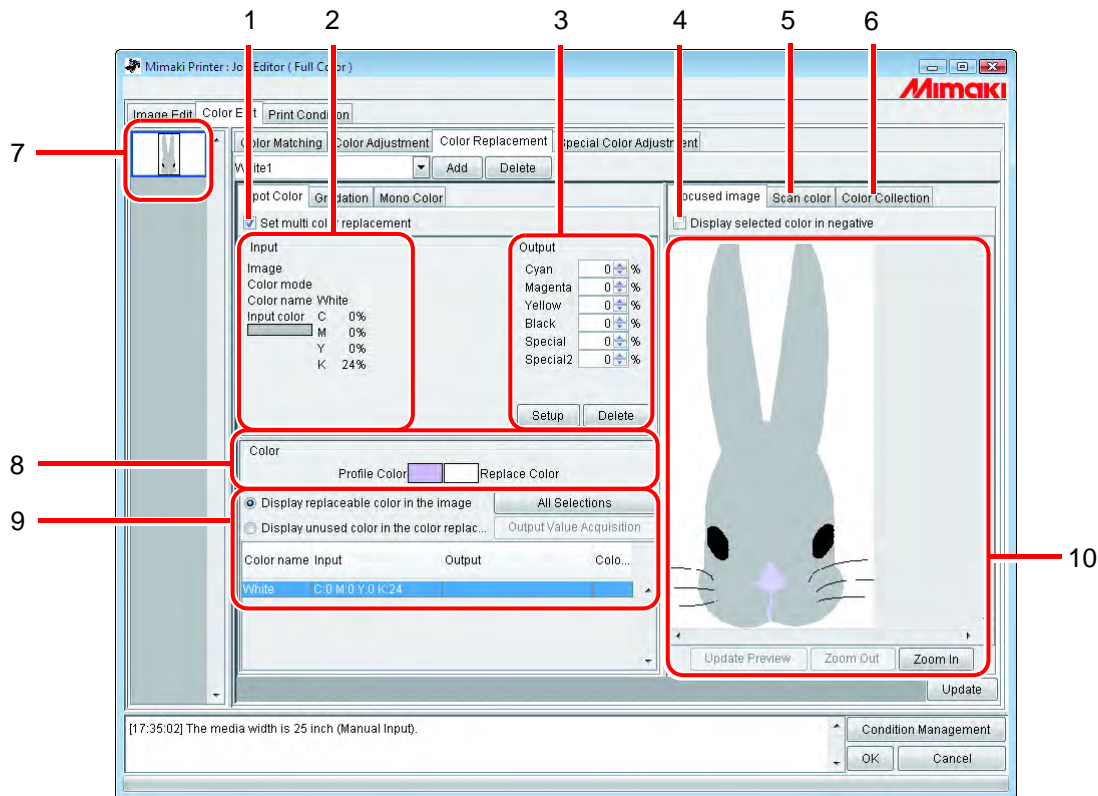 1 2 3 4 5 6
Mimaki Printer : Job Editor ( Full Color )
Mimaki
Image Edit Color Edit Print Condition
7
Color Matching Color Adjustment Color Replacement Special Color Adjustment
White1 Add Delete
Spot Color Gradation Mono Color
Focused image Scan color Color Collection
Set multi color replacement
Display selected color in negative
Input
Image
Color mode
Color name White
Input color C 0%
M 0%
Y 0%
K 24%
Output
Cyan 0 %
Magenta 0 %
Yellow 0 %
Black 0 %
Special 0 %
Special2 0 %
Setup Delete
8
Color
Profile Color Replace Color
9
Display replaceable color in the image All Selections
Display unused color in the color replac... Output Value Acquisition
Color name Input Output Colo...
White C:0 M:0 Y:0 K:24
10
Update Preview Zoom Out Zoom In
Update
[17:35:02] The media width is 25 inch (Manual Input).
Condition Management
OK Cancel